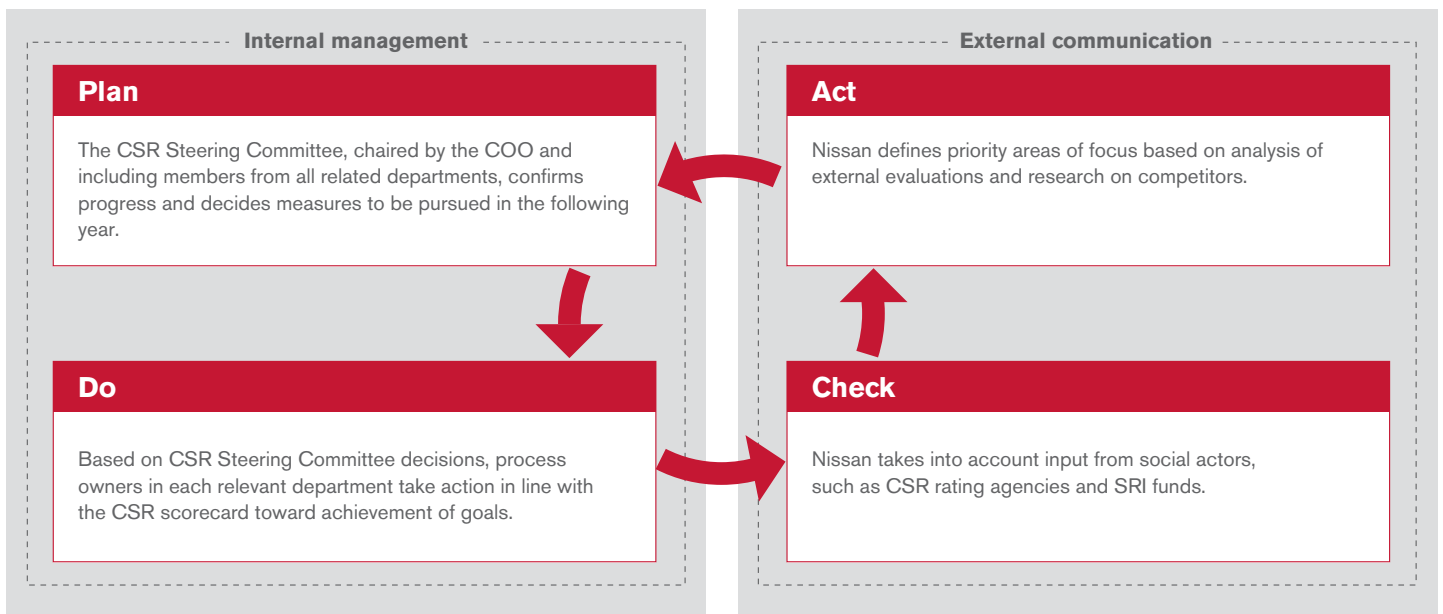 Internal management
Plan
The CSR Steering Committee, chaired by the COO and
including members from all related departments, confirms
progress and decides measures to be pursued in the following
year.
Do
Based on CSR Steering Committee decisions, process
owners in each relevant department take action in line with
the CSR scorecard toward achievement of goals.
External communication
Act
Nissan defines priority areas of focus based on analysis of
external evaluations and research on competitors.
Check
Nissan takes into account input from social actors,
such as CSR rating agencies and SRI funds.